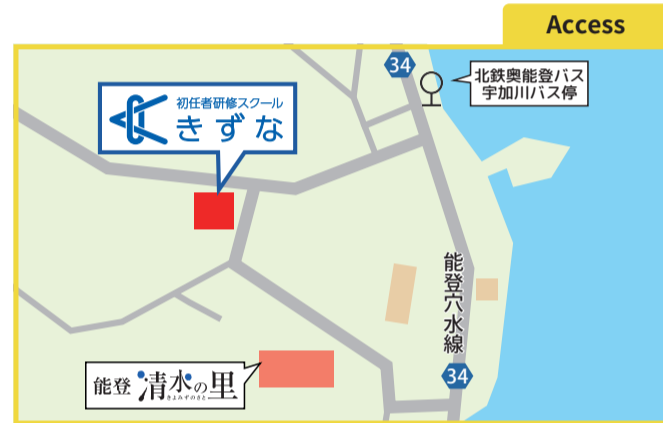 Access
34
北鉄奥能登バス
宇加川バス停
初任者研修スクール
きずな
能登穴水線
34
能登 清水の里
きよみずのさと